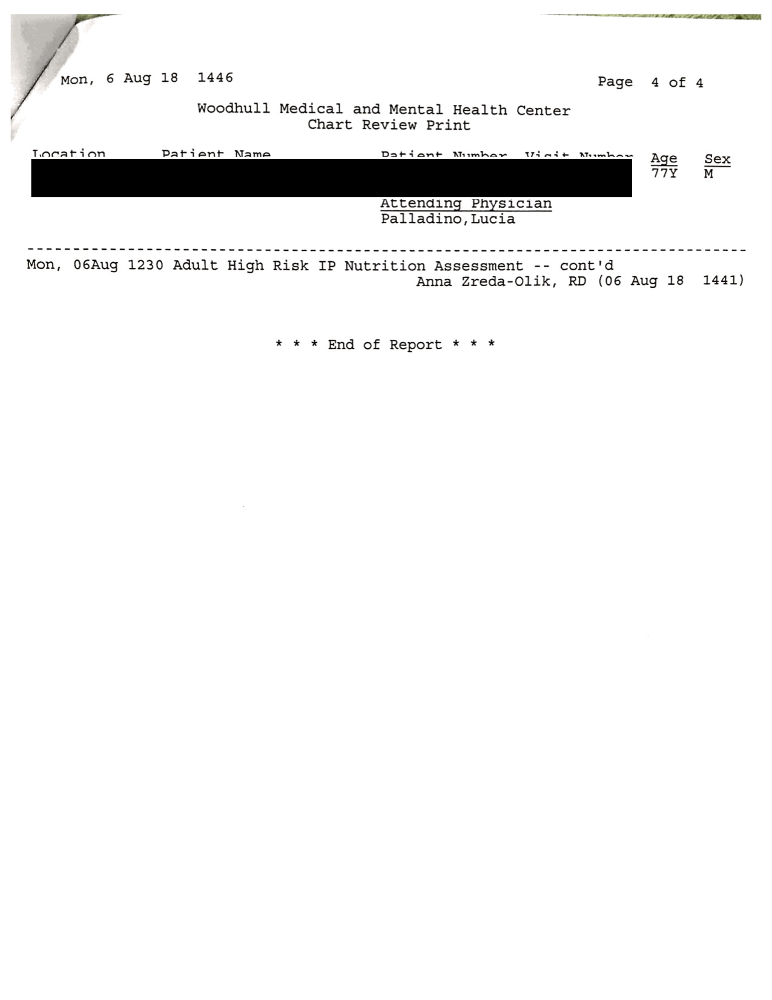 Mon, 6 Aug 18 1446 Page 4 of 4
Woodhull Medical and Mental Health Center
Chart Review Print
Location Patient Name Patient Number Visit Number Age Sex
77Y M
Attending Physician
Palladino,Lucia
--------------------------------------------------------------------------------
Mon, 06Aug 1230 Adult High Risk IP Nutrition Assessment -- cont'd
Anna Zreda-Olik, RD (06 Aug 18 1441)
* * * End of Report * * *